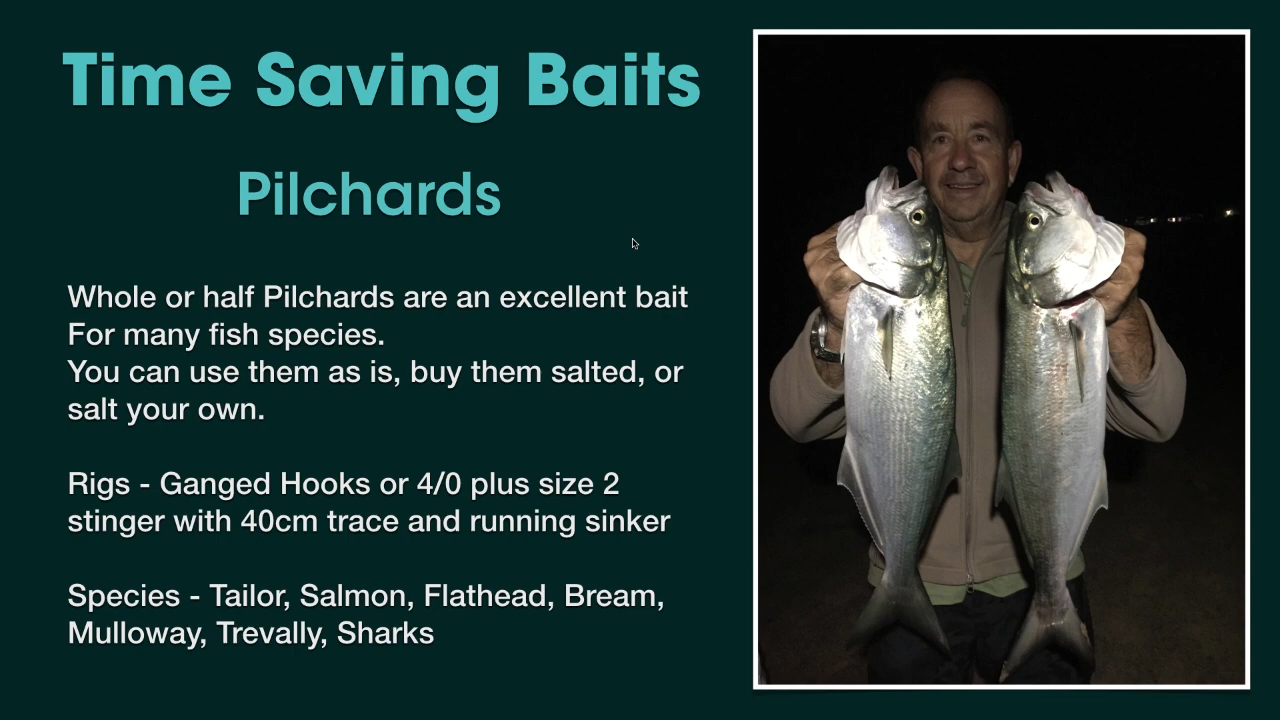 Time Saving Baits
Pilchards
Whole or half Pilchards are an excellent bait
For many fish species.
You can use them as is, buy them salted, or
salt your own.
Rigs - Ganged Hooks or 4/0 plus size 2
stinger with 40cm trace and running sinker
Species - Tailor, Salmon, Flathead, Bream,
Mulloway, Trevally, Sharks